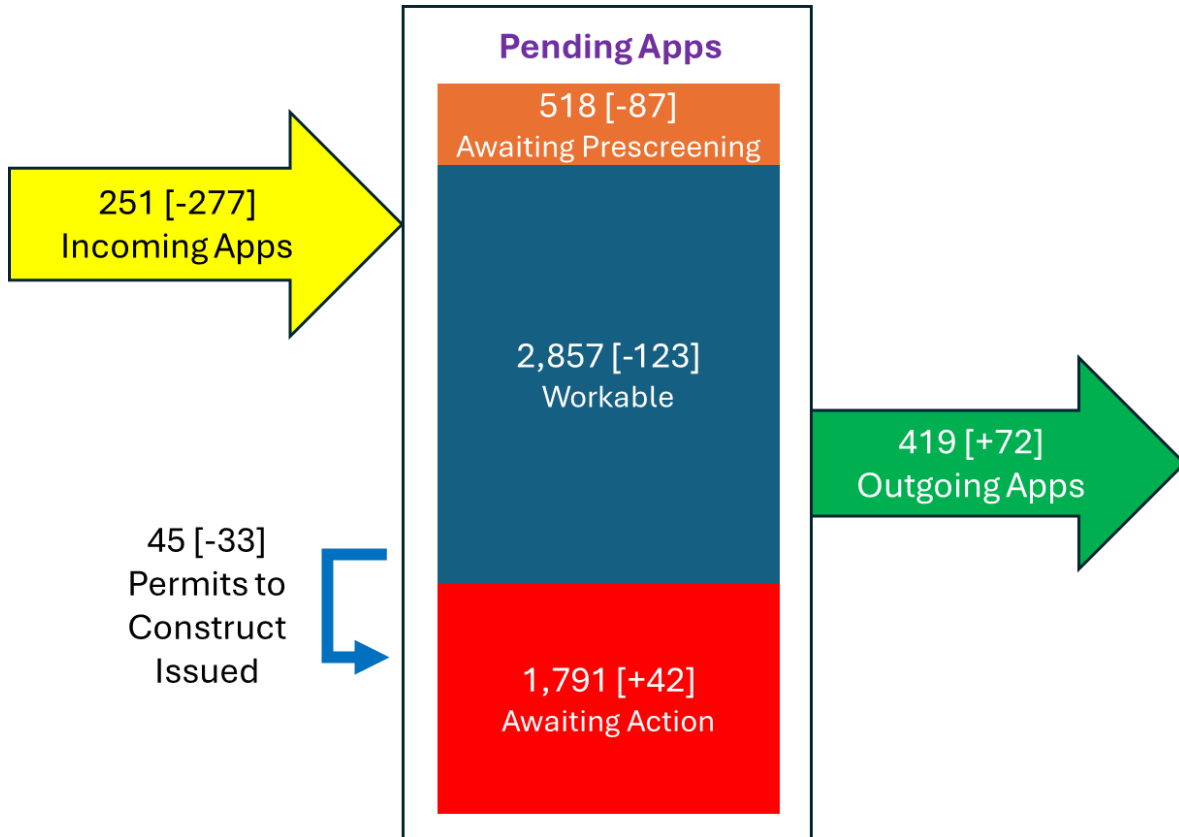 Pending Apps
518 [-87]
Awaiting Prescreening
251 [-277]
Incoming Apps
2,857 [-123]
Workable
419 [+72]
Outgoing Apps
45 [-33]
Permits to
Construct
Issued
1,791 [+42]
Awaiting Action